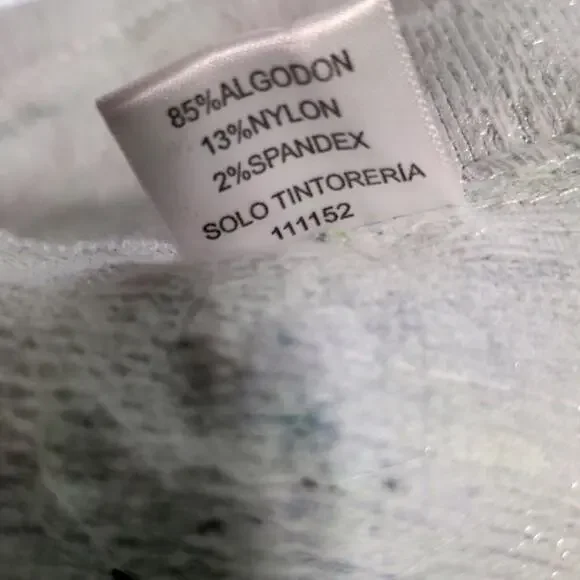 85%ALGODON
13%NYLON
2%SPANDEX
SOLO TINTORERÍA
111152